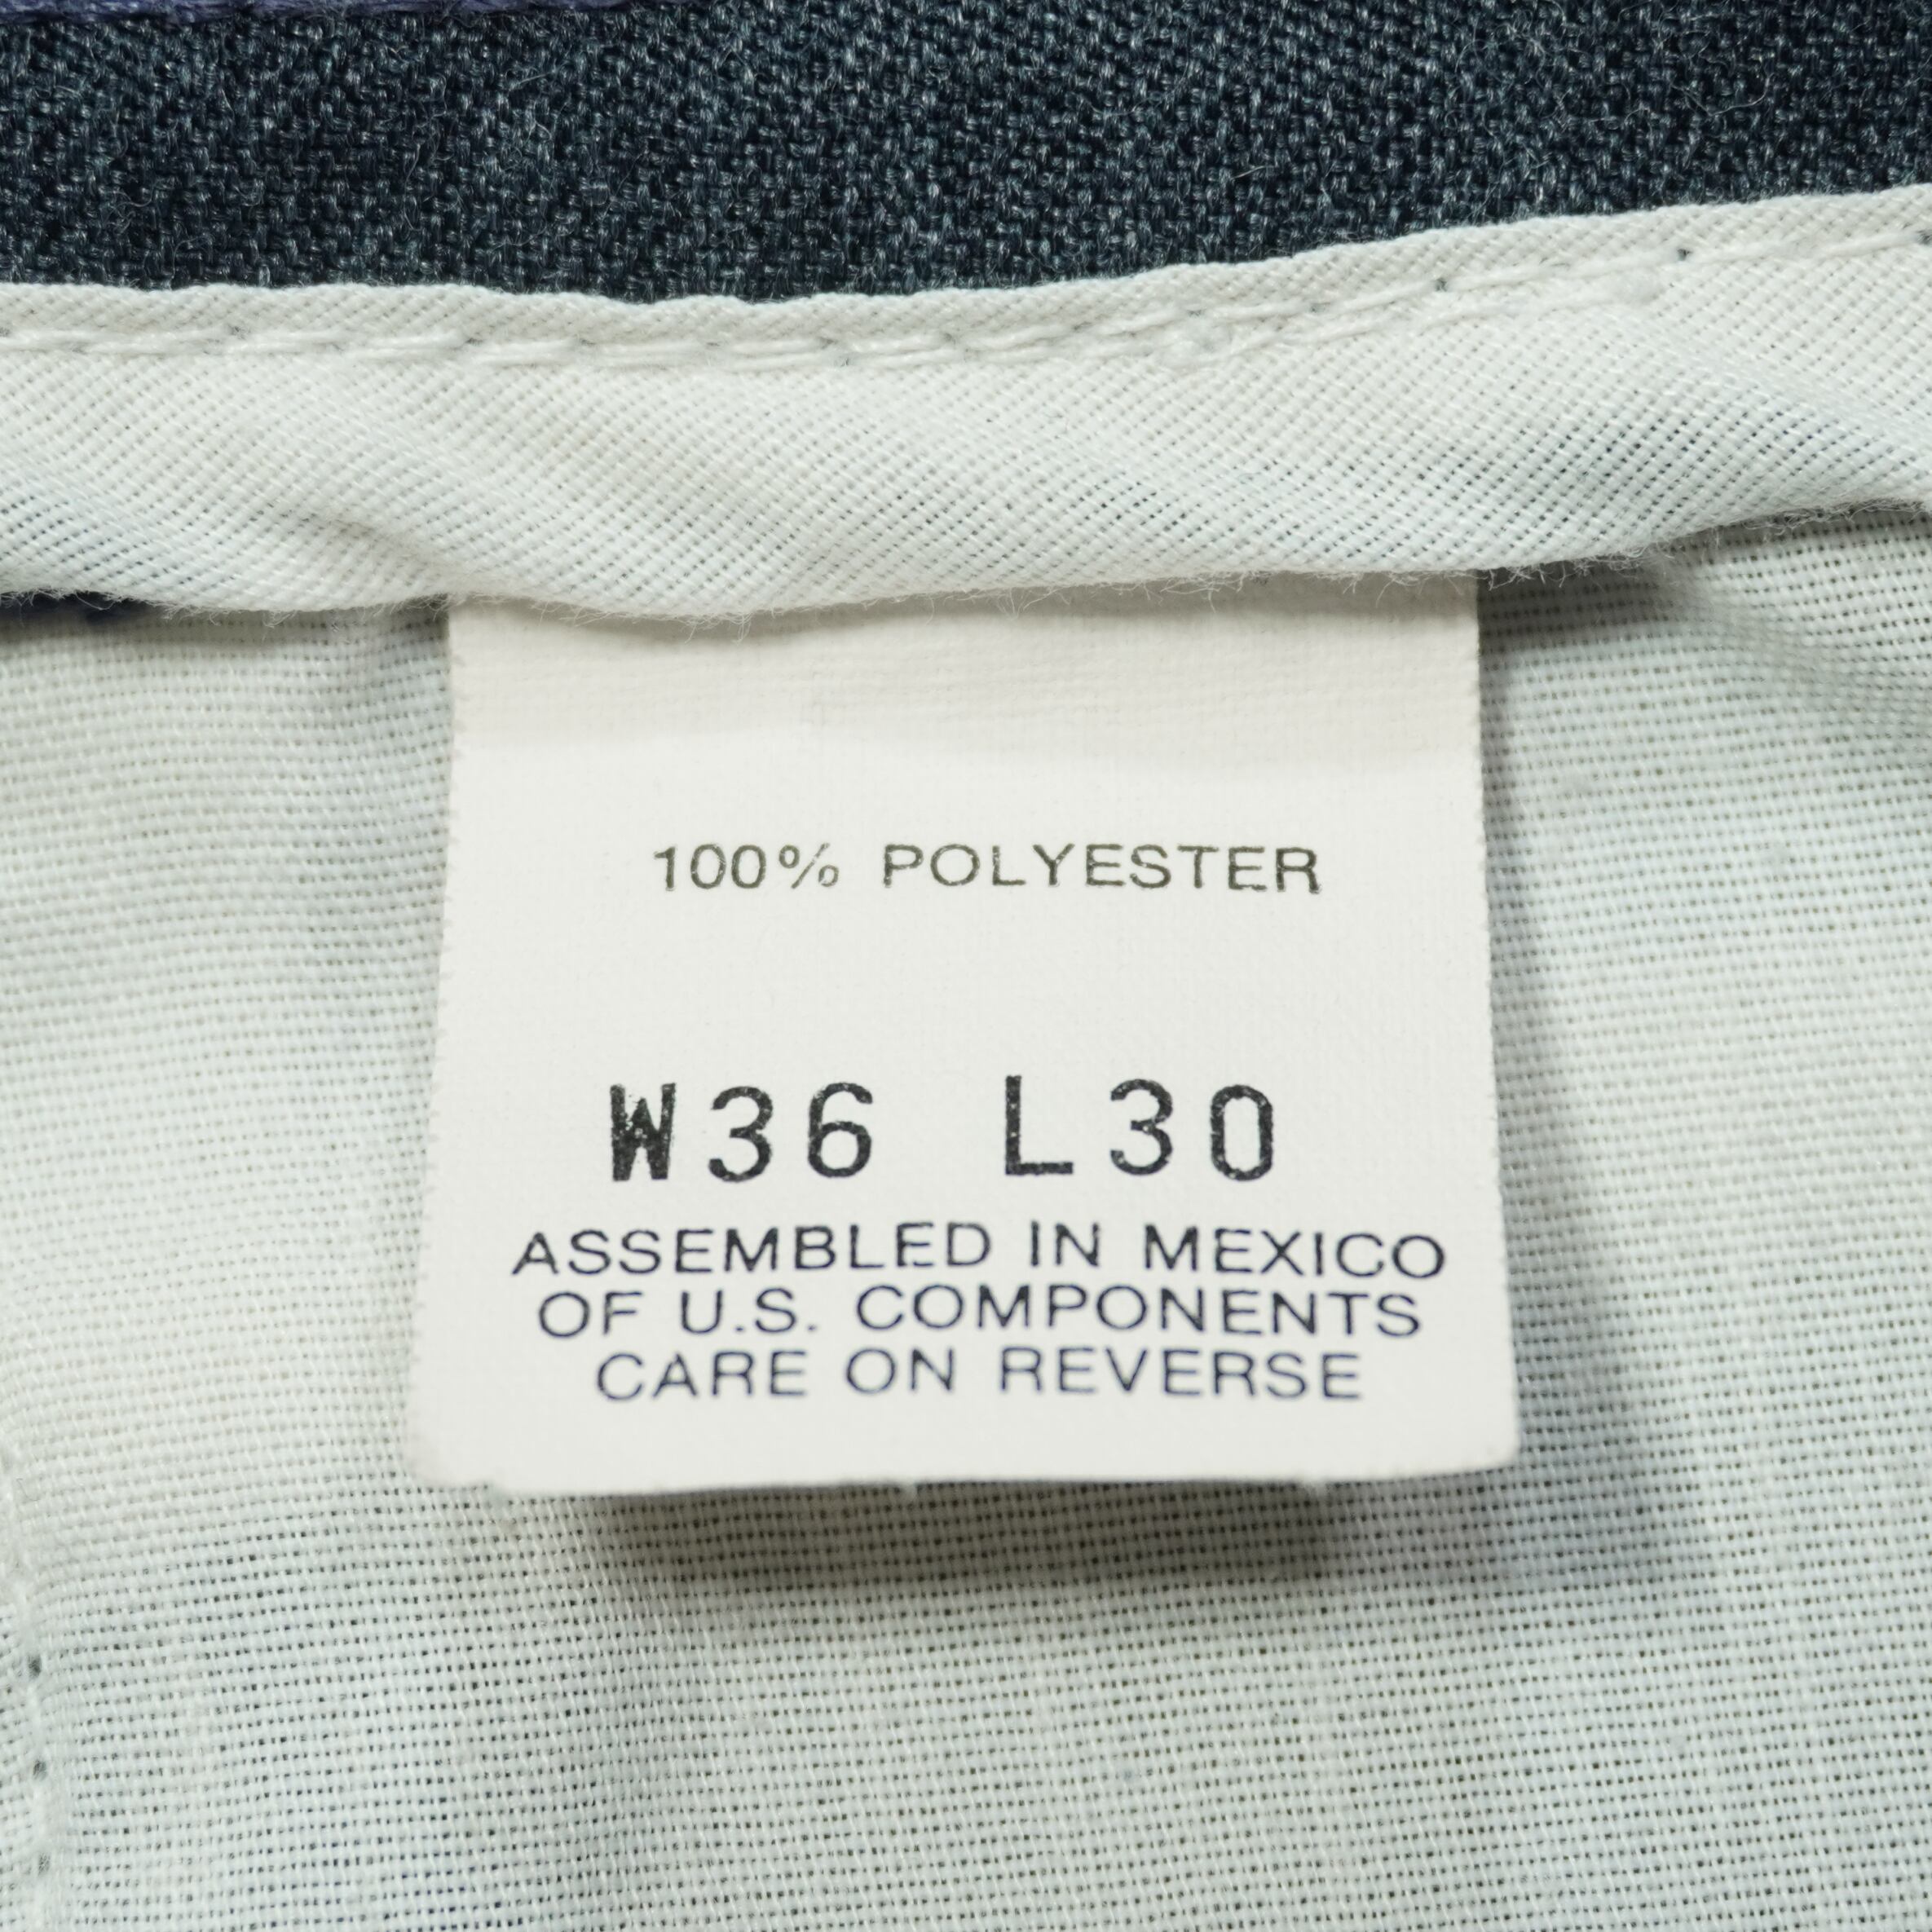 100% POLYESTER
W36 L30
ASSEMBLED IN MEXICO
OF U.S. COMPONENTS
CARE ON REVERSE